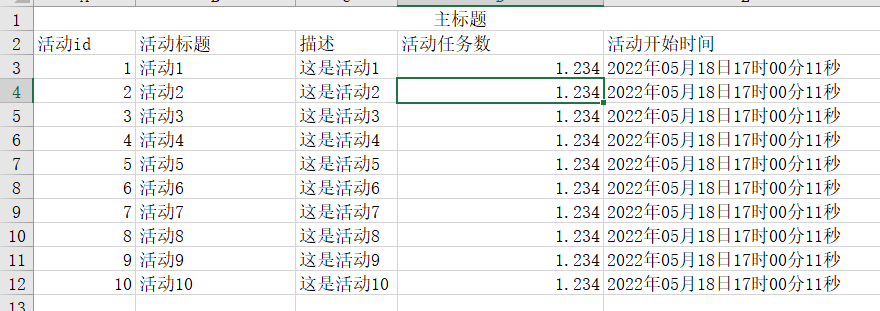 1 主标题
2 活动id 活动标题 描述 活动任务数 活动开始时间
3 1 活动1 这是活动1 1.234 2022年05月18日17时00分11秒
4 2 活动2 这是活动2 1.234 2022年05月18日17时00分11秒
5 3 活动3 这是活动3 1.234 2022年05月18日17时00分11秒
6 4 活动4 这是活动4 1.234 2022年05月18日17时00分11秒
7 5 活动5 这是活动5 1.234 2022年05月18日17时00分11秒
8 6 活动6 这是活动6 1.234 2022年05月18日17时00分11秒
9 7 活动7 这是活动7 1.234 2022年05月18日17时00分11秒
10 8 活动8 这是活动8 1.234 2022年05月18日17时00分11秒
11 9 活动9 这是活动9 1.234 2022年05月18日17时00分11秒
12 10 活动10 这是活动10 1.234 2022年05月18日17时00分11秒
13